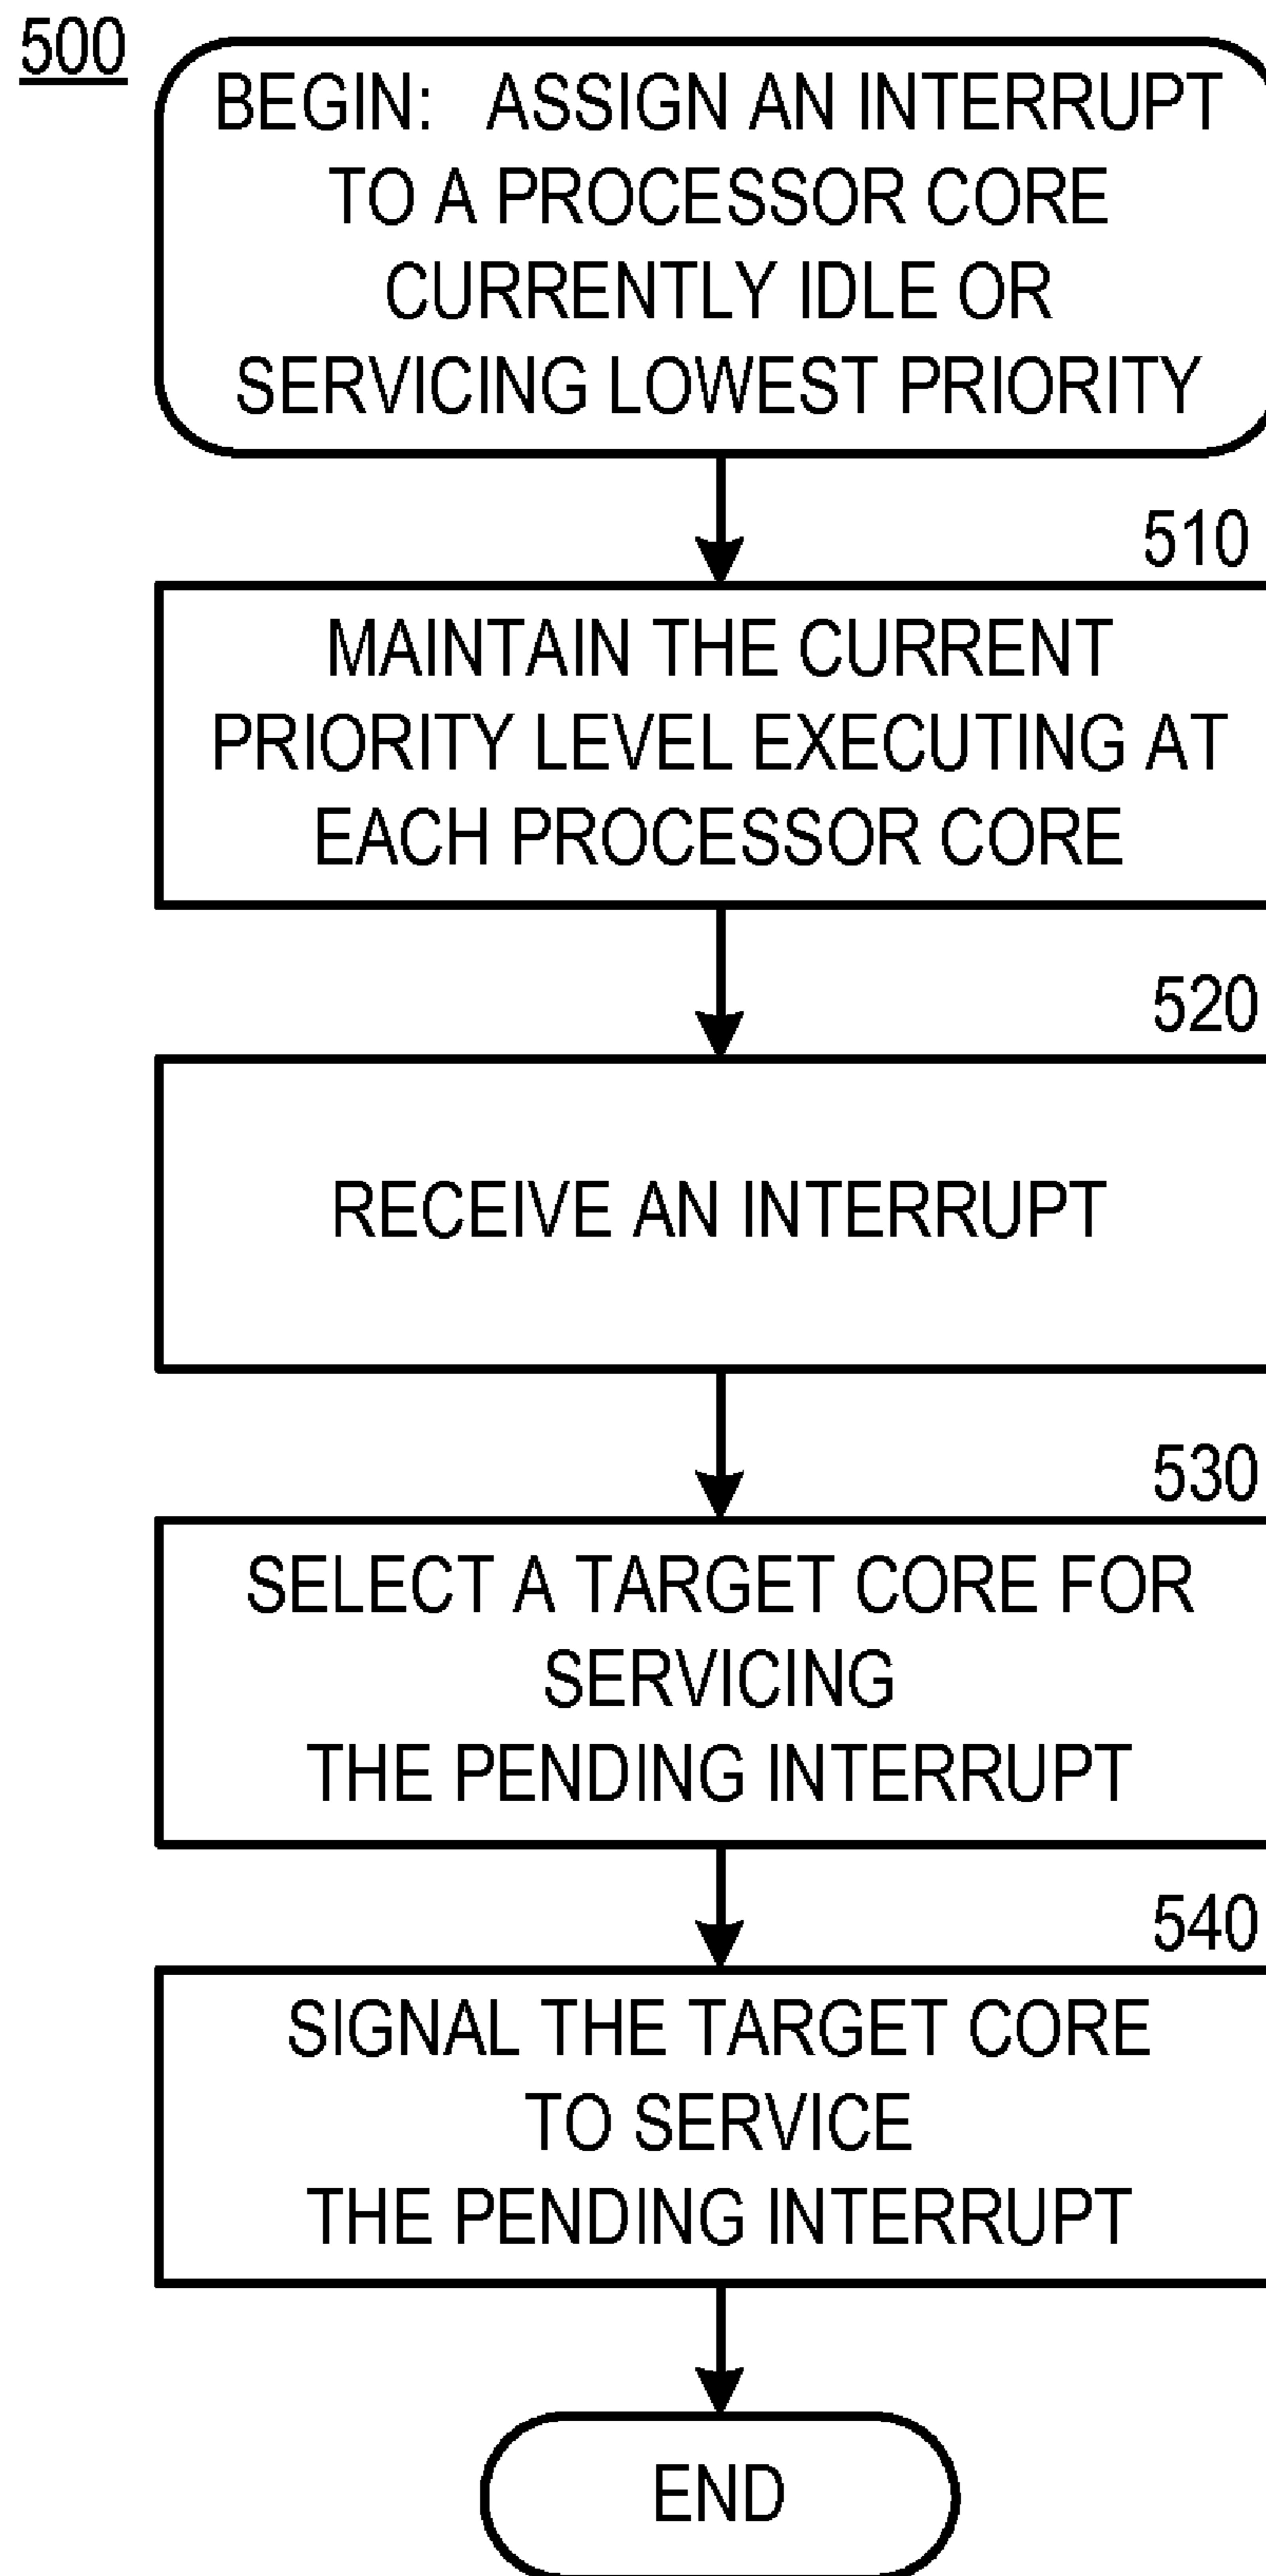 500
BEGIN: ASSIGN AN INTERRUPT
TO A PROCESSOR CORE
CURRENTLY IDLE OR
SERVICING LOWEST PRIORITY
510
MAINTAIN THE CURRENT
PRIORITY LEVEL EXECUTING AT
EACH PROCESSOR CORE
520
RECEIVE AN INTERRUPT
530
SELECT A TARGET CORE FOR
SERVICING
THE PENDING INTERRUPT
540
SIGNAL THE TARGET CORE
TO SERVICE
THE PENDING INTERRUPT
END